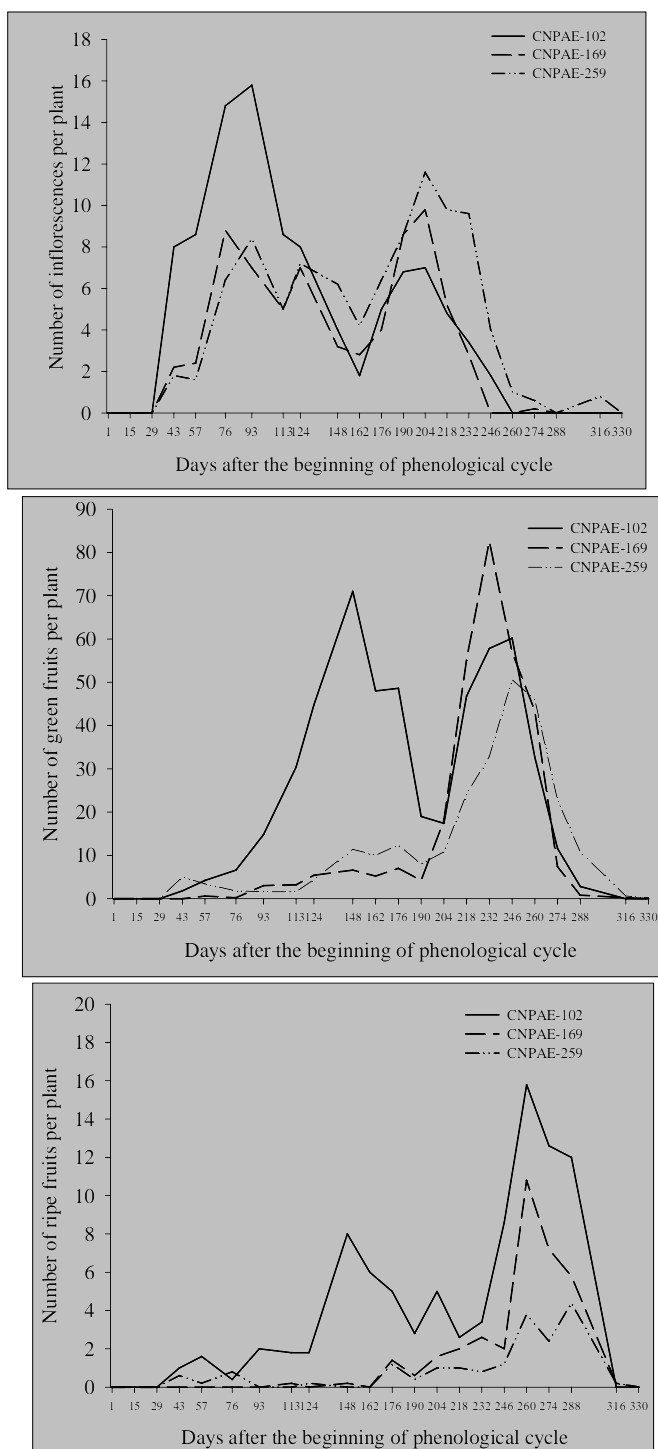 18
16
14
12
10
8
6
4
2
0
Number of inflorescences per plant
CNPAE-102
CNPAE-169
CNPAE-259
1 15 29 43 57 76 93 113 124 148 162 176 190 204 218 232 246 260 274 288 316 330
Days after the beginning of phenological cycle
90
80
70
60
50
40
30
20
10
0
Number of green fruits per plant
CNPAE-102
CNPAE-169
CNPAE-259
1 15 29 43 57 76 93 113 124 148 162 176 190 204 218 232 246 260 274 288 316 330
Days after the beginning of phenological cycle
20
18
16
14
12
10
8
6
4
2
0
Number of ripe fruits per plant
CNPAE-102
CNPAE-169
CNPAE-259
1 15 29 43 57 76 93 113 124 148 162 176 190 204 218 232 246 260 274 288 316 330
Days after the beginning of phenological cycle